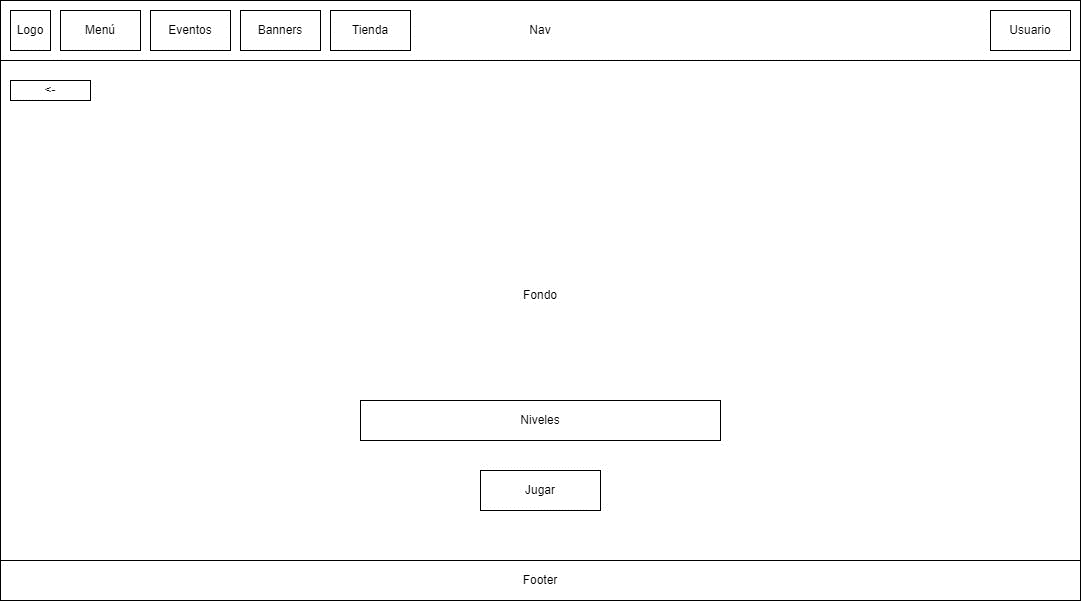 Logo
Menú
Eventos
Banners
Tienda
Nav
Usuario
<-
Fondo
Niveles
Jugar
Footer